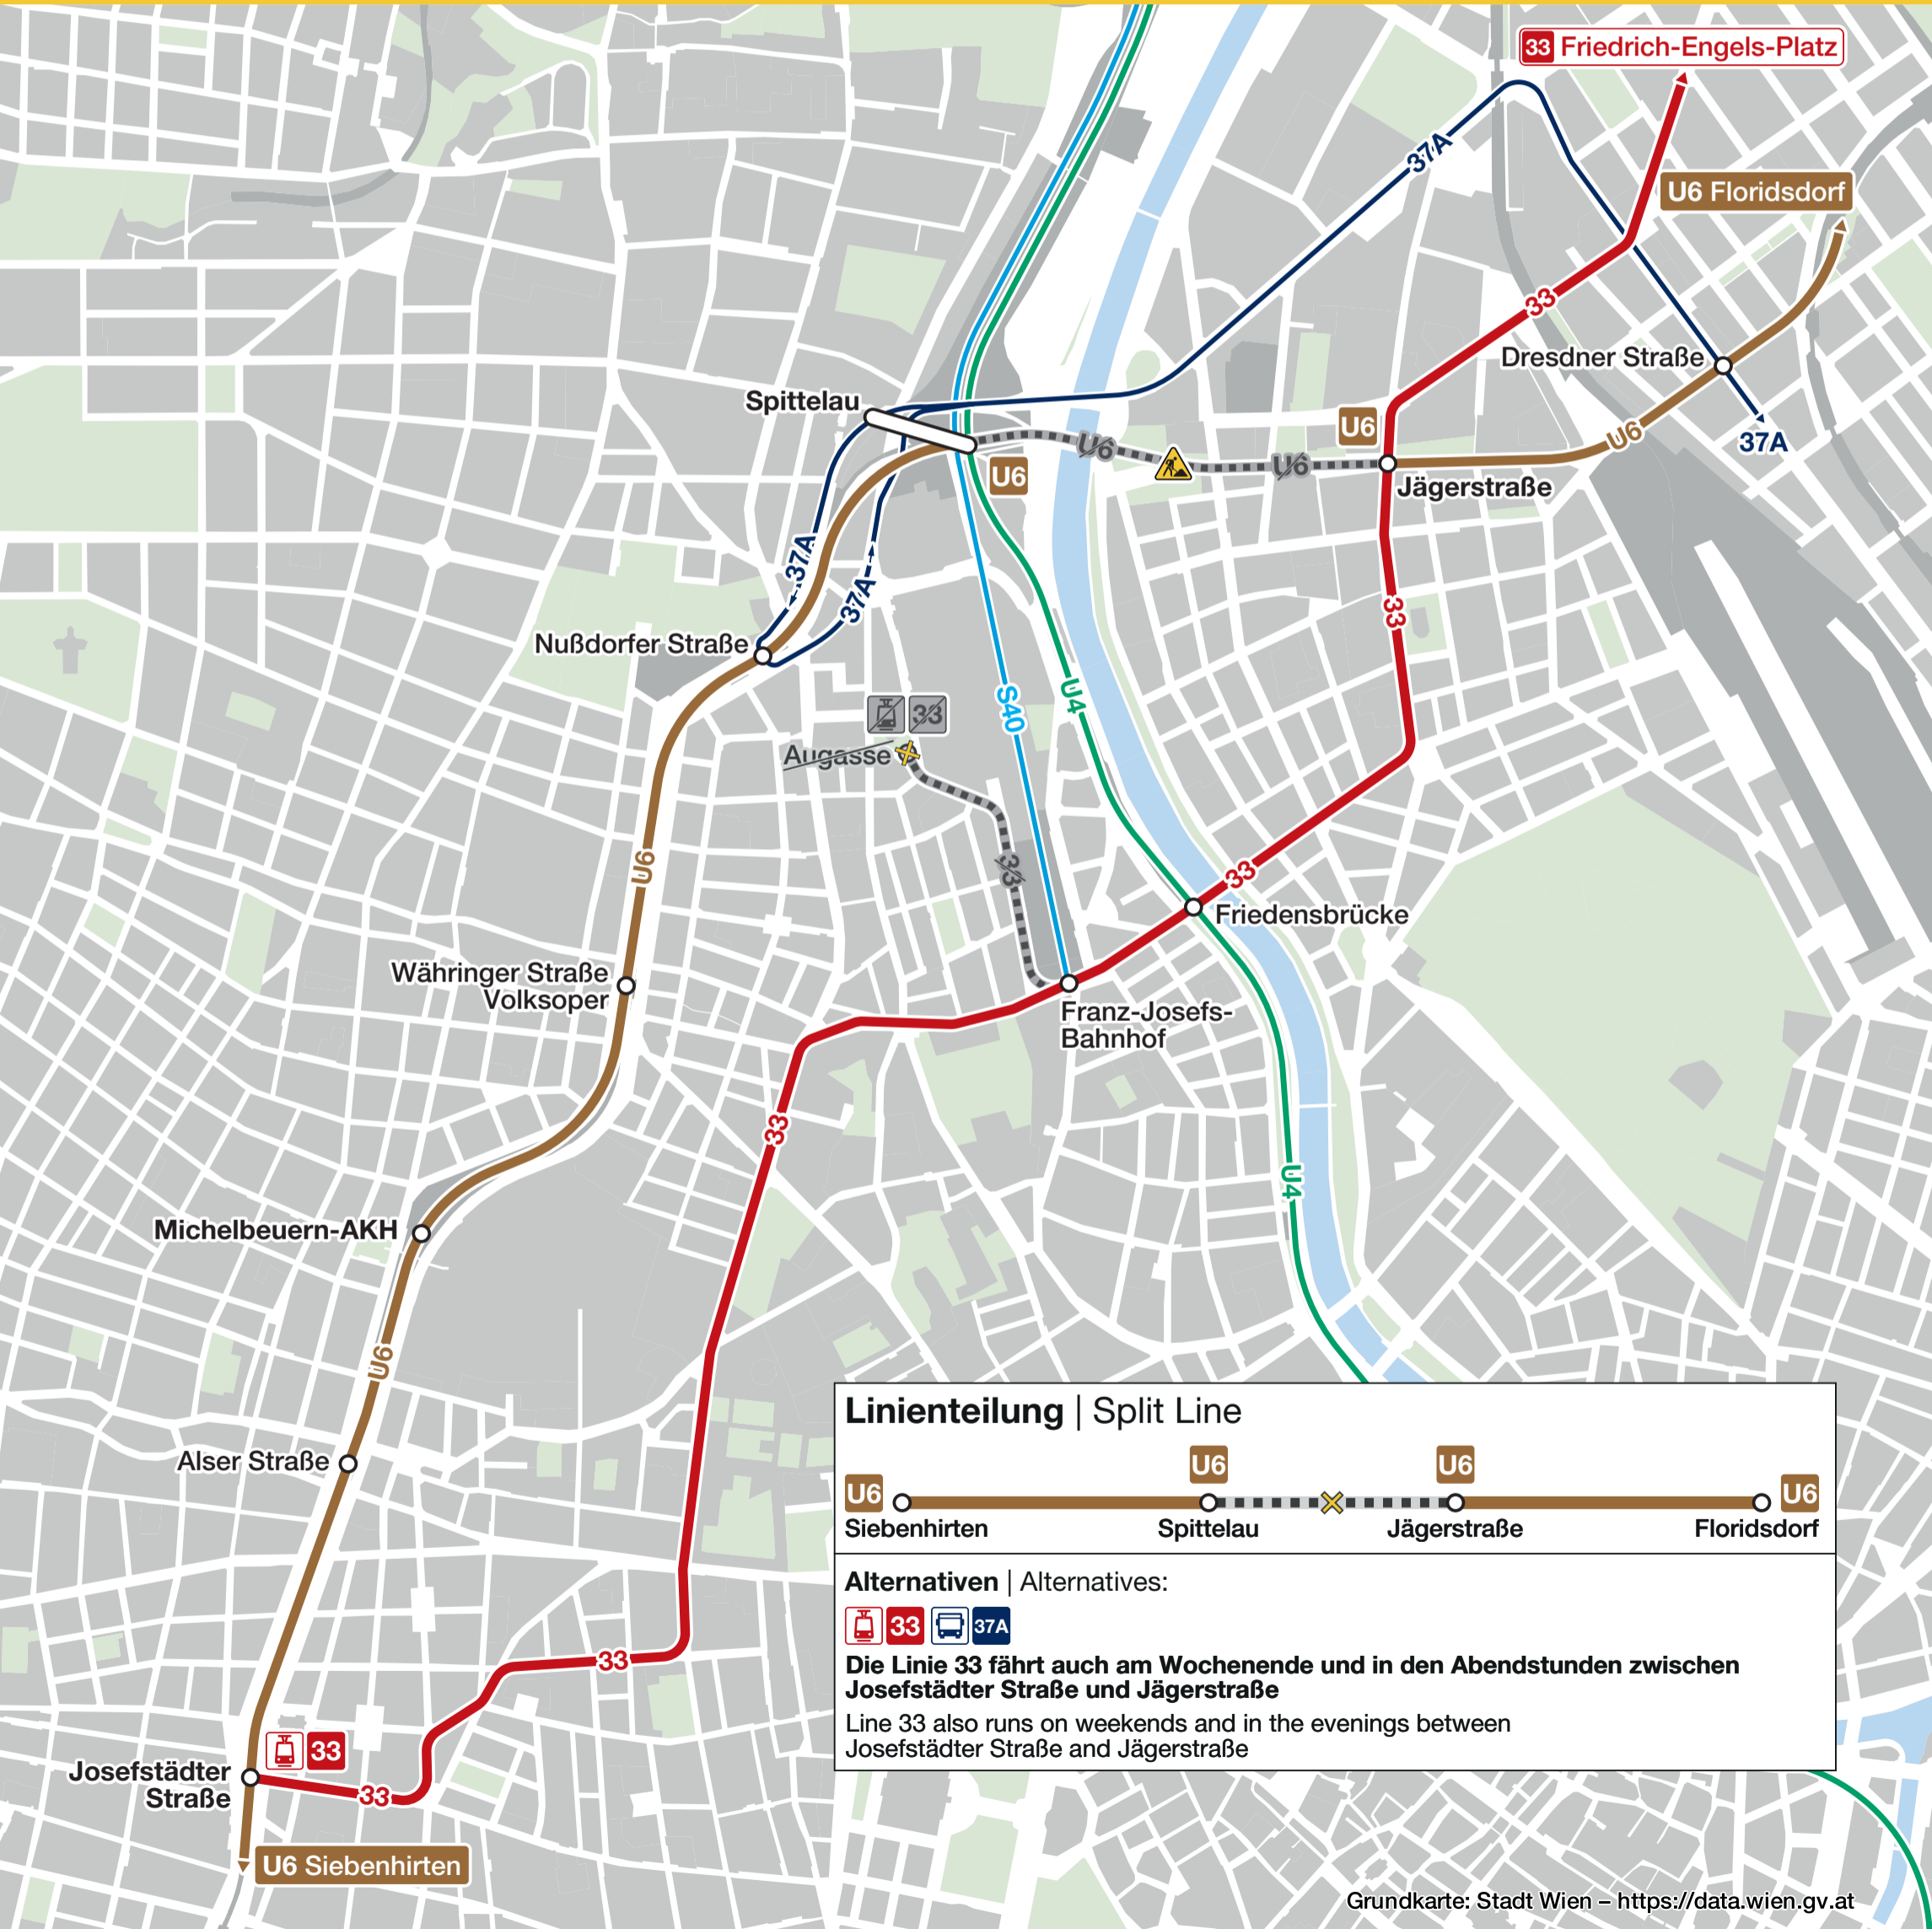 33 Friedrich-Engels-Platz
37A
U6 Floridsdorf
33
Dresdner Straße
Spittelau
U6
U6
37A
U6
U6
U6
Jägerstraße
37A
37A
33
Nußdorfer Straße
S40
U4
33
Augasse
U6
33
33
Friedensbrücke
Währinger Straße
Volksoper
Franz-Josefs-
Bahnhof
33
U4
Michelbeuern-AKH
U6
Alser Straße
33
33
Josefstädter
Straße
33
U6 Siebenhirten
Linienteilung | Split Line
U6 U6 U6 U6
Siebenhirten Spittelau Jägerstraße Floridsdorf
Alternativen | Alternatives:
33 37A
Die Linie 33 fährt auch am Wochenende und in den Abendstunden zwischen
Josefstädter Straße und Jägerstraße
Line 33 also runs on weekends and in the evenings between
Josefstädter Straße and Jägerstraße
Grundkarte: Stadt Wien – https://data.wien.gv.at